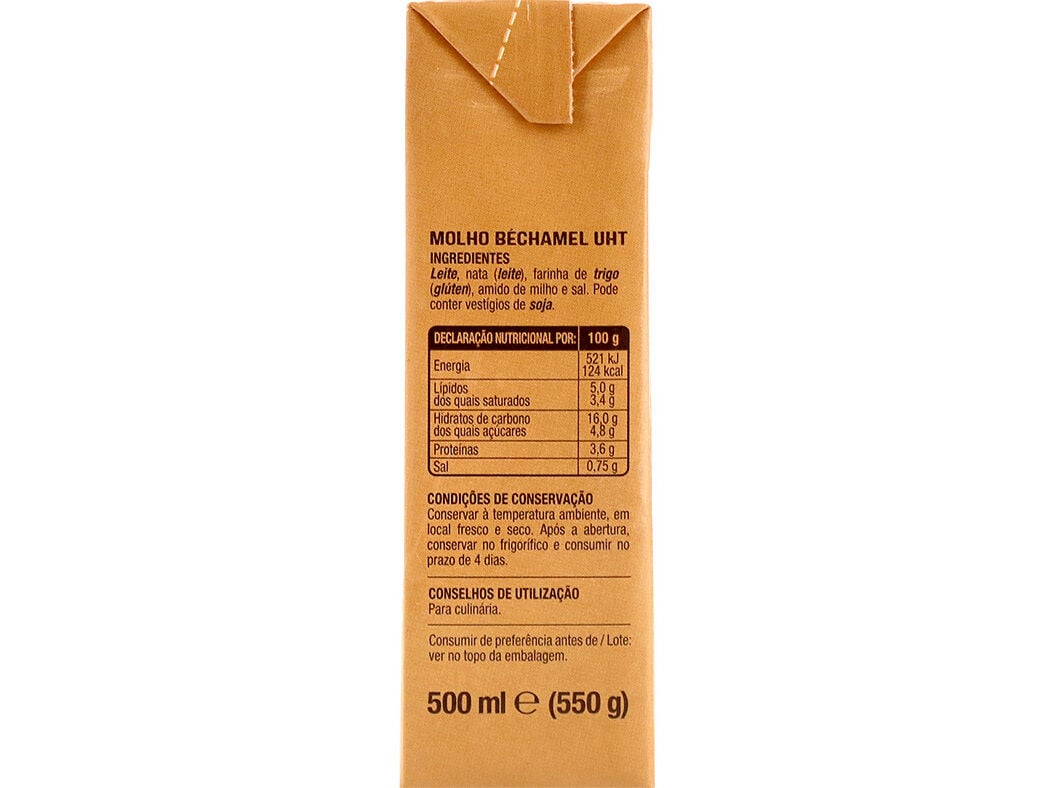 MOLHO BÉCHAMEL UHT
INGREDIENTES
Leite, nata (leite), farinha de trigo
(glúten), amido de milho e sal. Pode
conter vestígios de soja.
DECLARAÇÃO NUTRICIONAL POR: 100 g
Energia 521 kJ
124 kcal
Lípidos 5,0 g
dos quais saturados 3,4 g
Hidratos de carbono 16,0 g
dos quais açúcares 4,8 g
Proteínas 3,6 g
Sal 0,75 g
CONDIÇÕES DE CONSERVAÇÃO
Conservar à temperatura ambiente, em
local fresco e seco. Após a abertura,
conservar no frigorífico e consumir no
prazo de 4 dias.
CONSELHOS DE UTILIZAÇÃO
Para culinária.
Consumir de preferência antes de / Lote:
ver no topo da embalagem.
500 ml ℮ (550 g)